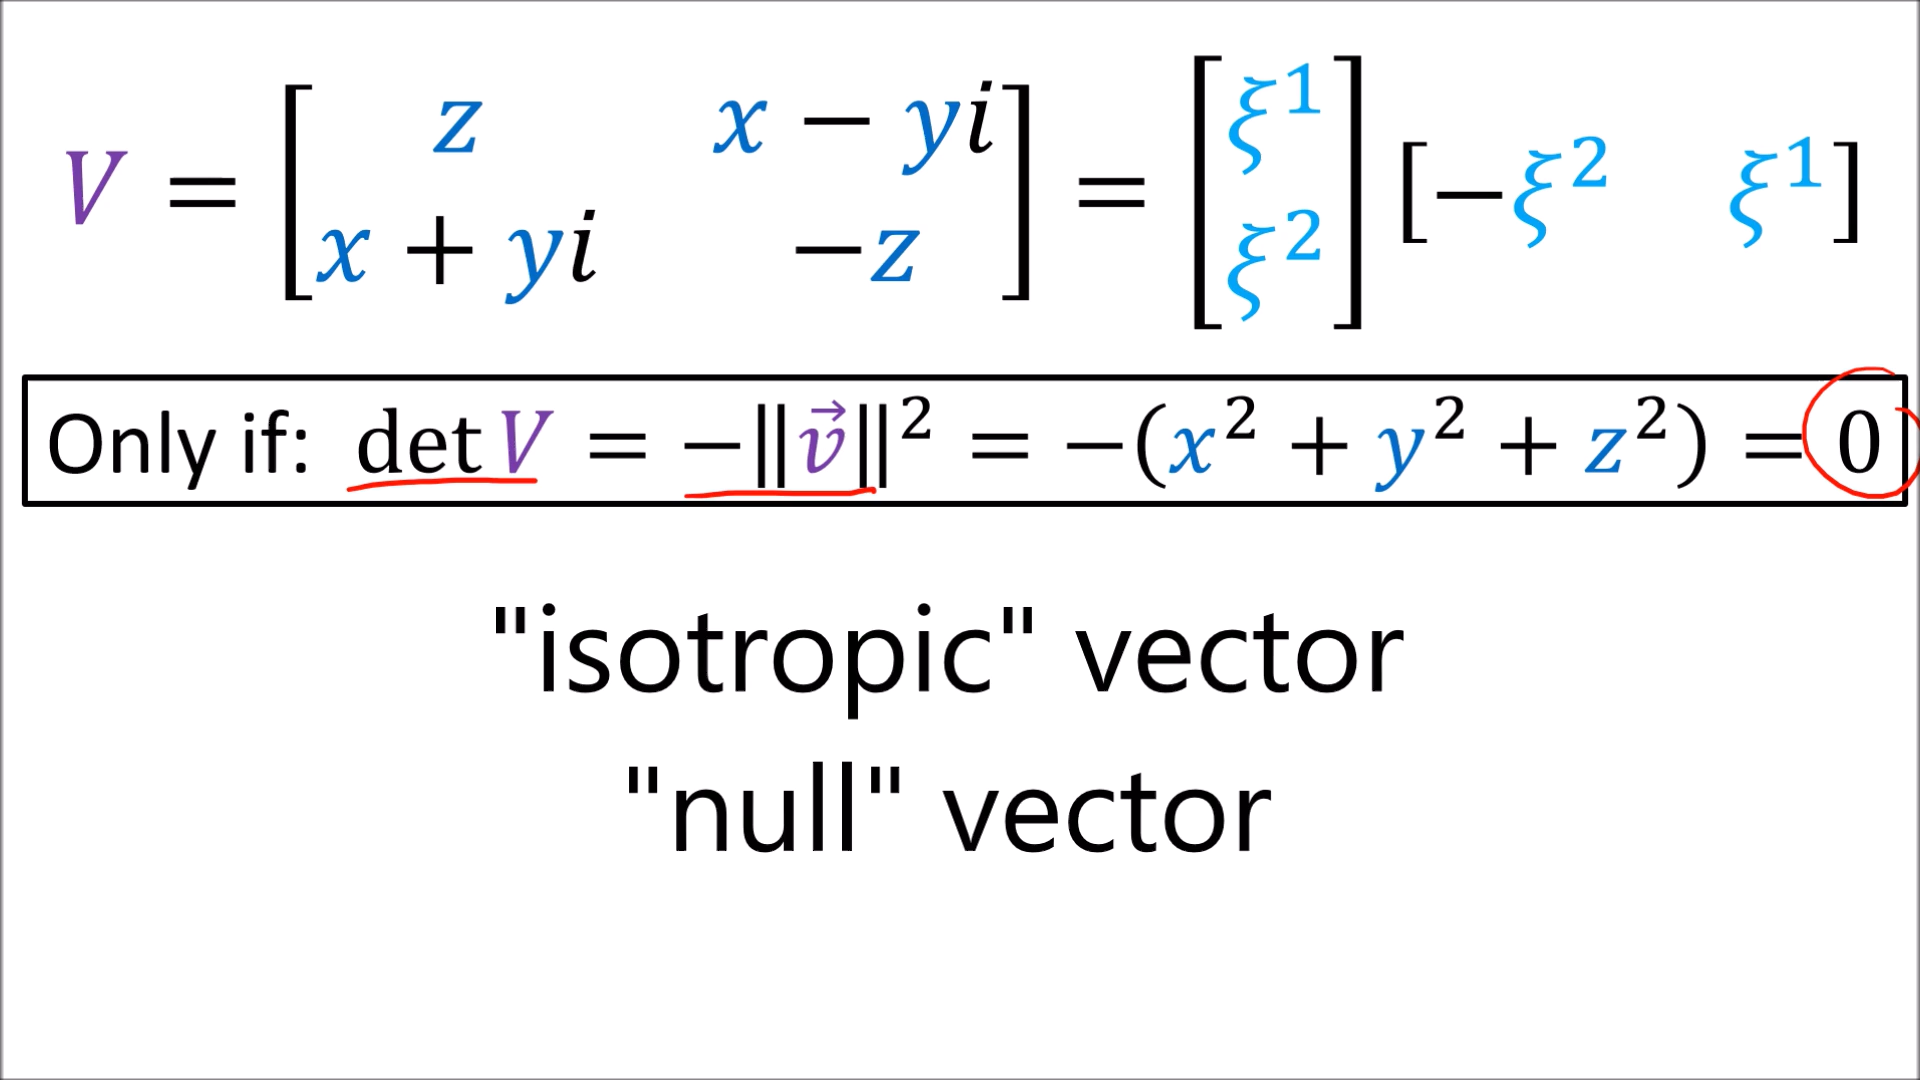 V = [z x − yi; x + yi −z] = [ξ¹; ξ²] [−ξ² ξ¹]
Only if: det V = −‖v⃗‖² = −(x² + y² + z²) = 0
"isotropic" vector
"null" vector